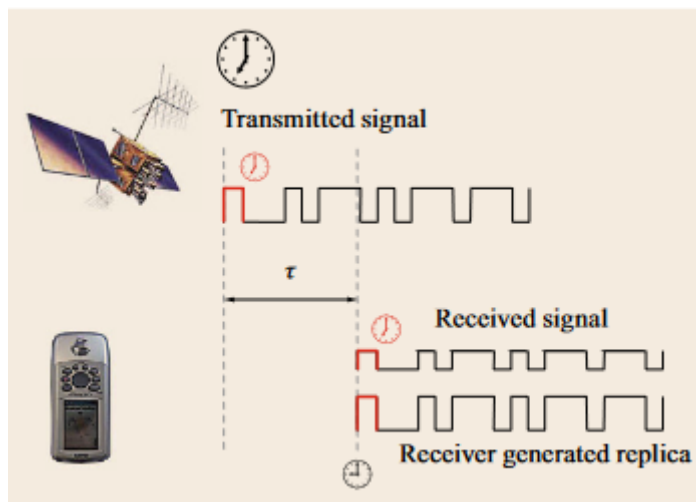 Transmitted signal
τ
Received signal
Receiver generated replica